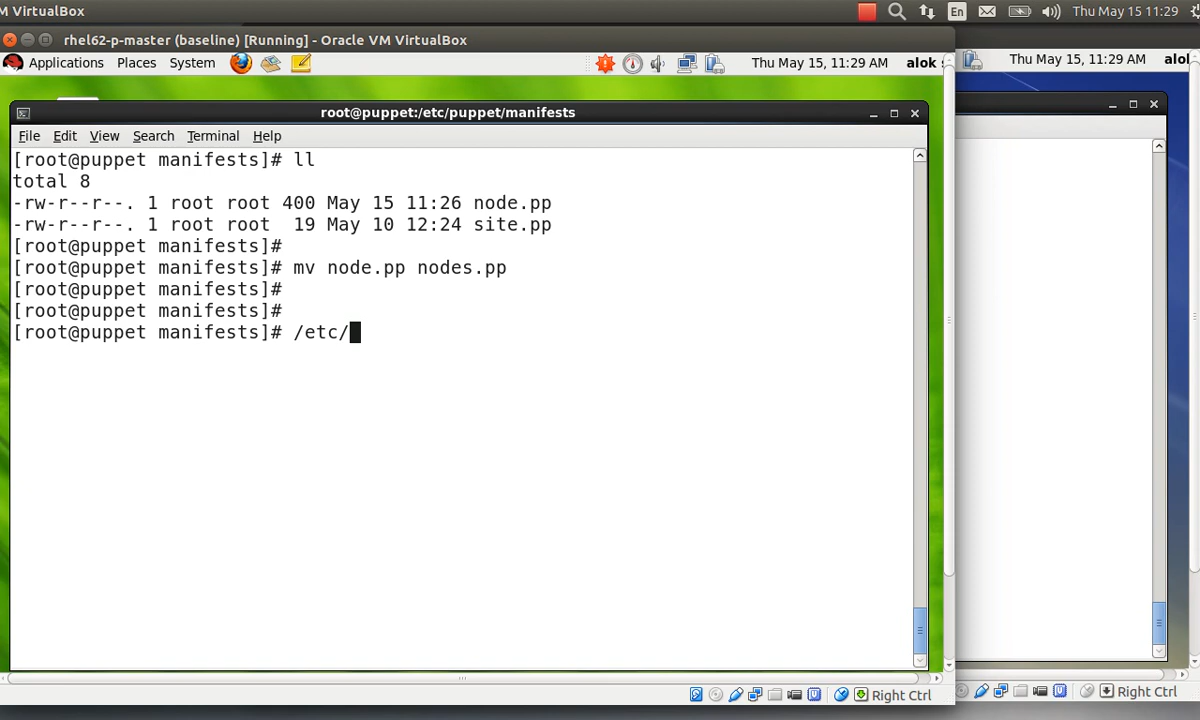 M VirtualBox
En
Thu May 15 11:29
rhel62-p-master (baseline) [Running] - Oracle VM VirtualBox
Applications Places System
Thu May 15, 11:29 AM alok
Thu May 15, 11:29 AM alol
root@puppet:/etc/puppet/manifests
File Edit View Search Terminal Help
[root@puppet manifests]# ll
total 8
-rw-r--r--. 1 root root 400 May 15 11:26 node.pp
-rw-r--r--. 1 root root  19 May 10 12:24 site.pp
[root@puppet manifests]#
[root@puppet manifests]# mv node.pp nodes.pp
[root@puppet manifests]#
[root@puppet manifests]#
[root@puppet manifests]# /etc/
Right Ctrl
Right Ctrl